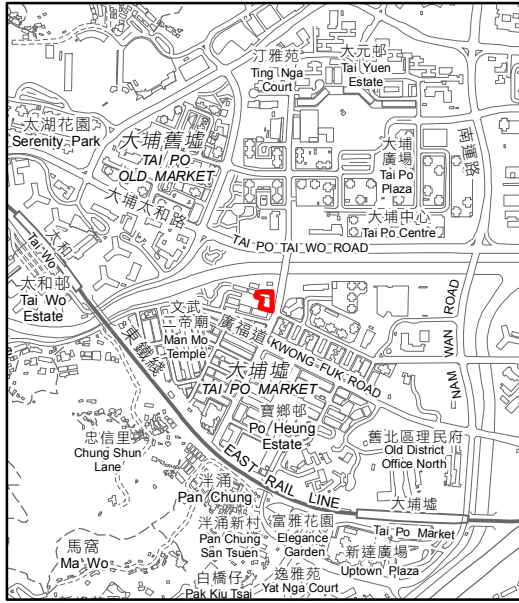 汀雅苑
Ting Nga
Court
大元邨
Tai Yuen
Estate
太湖花園
Serenity Park
大埔舊墟
TAI PO
OLD MARKET
大埔
廣場
Tai Po
Plaza
南運路
大埔太和路
大埔中心
Tai Po Centre
TAI PO TAI WO ROAD
太和
Tai Wo
太和邨
Tai Wo
Estate
文武
二帝廟
Man Mo
Temple
廣福道
KWONG FUK ROAD
NAM WAN ROAD
東鐵綫
EAST RAIL LINE
大埔墟
TAI PO MARKET
寶鄉邨
Po Heung
Estate
舊北區理民府
Old District
Office North
忠信里
Chung Shun
Lane
泮涌
Pan Chung
大埔墟
Tai Po Market
泮涌新村
Pan Chung
San Tsuen
富雅花園
Elegance
Garden
新達廣場
Uptown Plaza
馬窩
Ma Wo
白橋仔
Pak Kiu Tsai
逸雅苑
Yat Nga Court